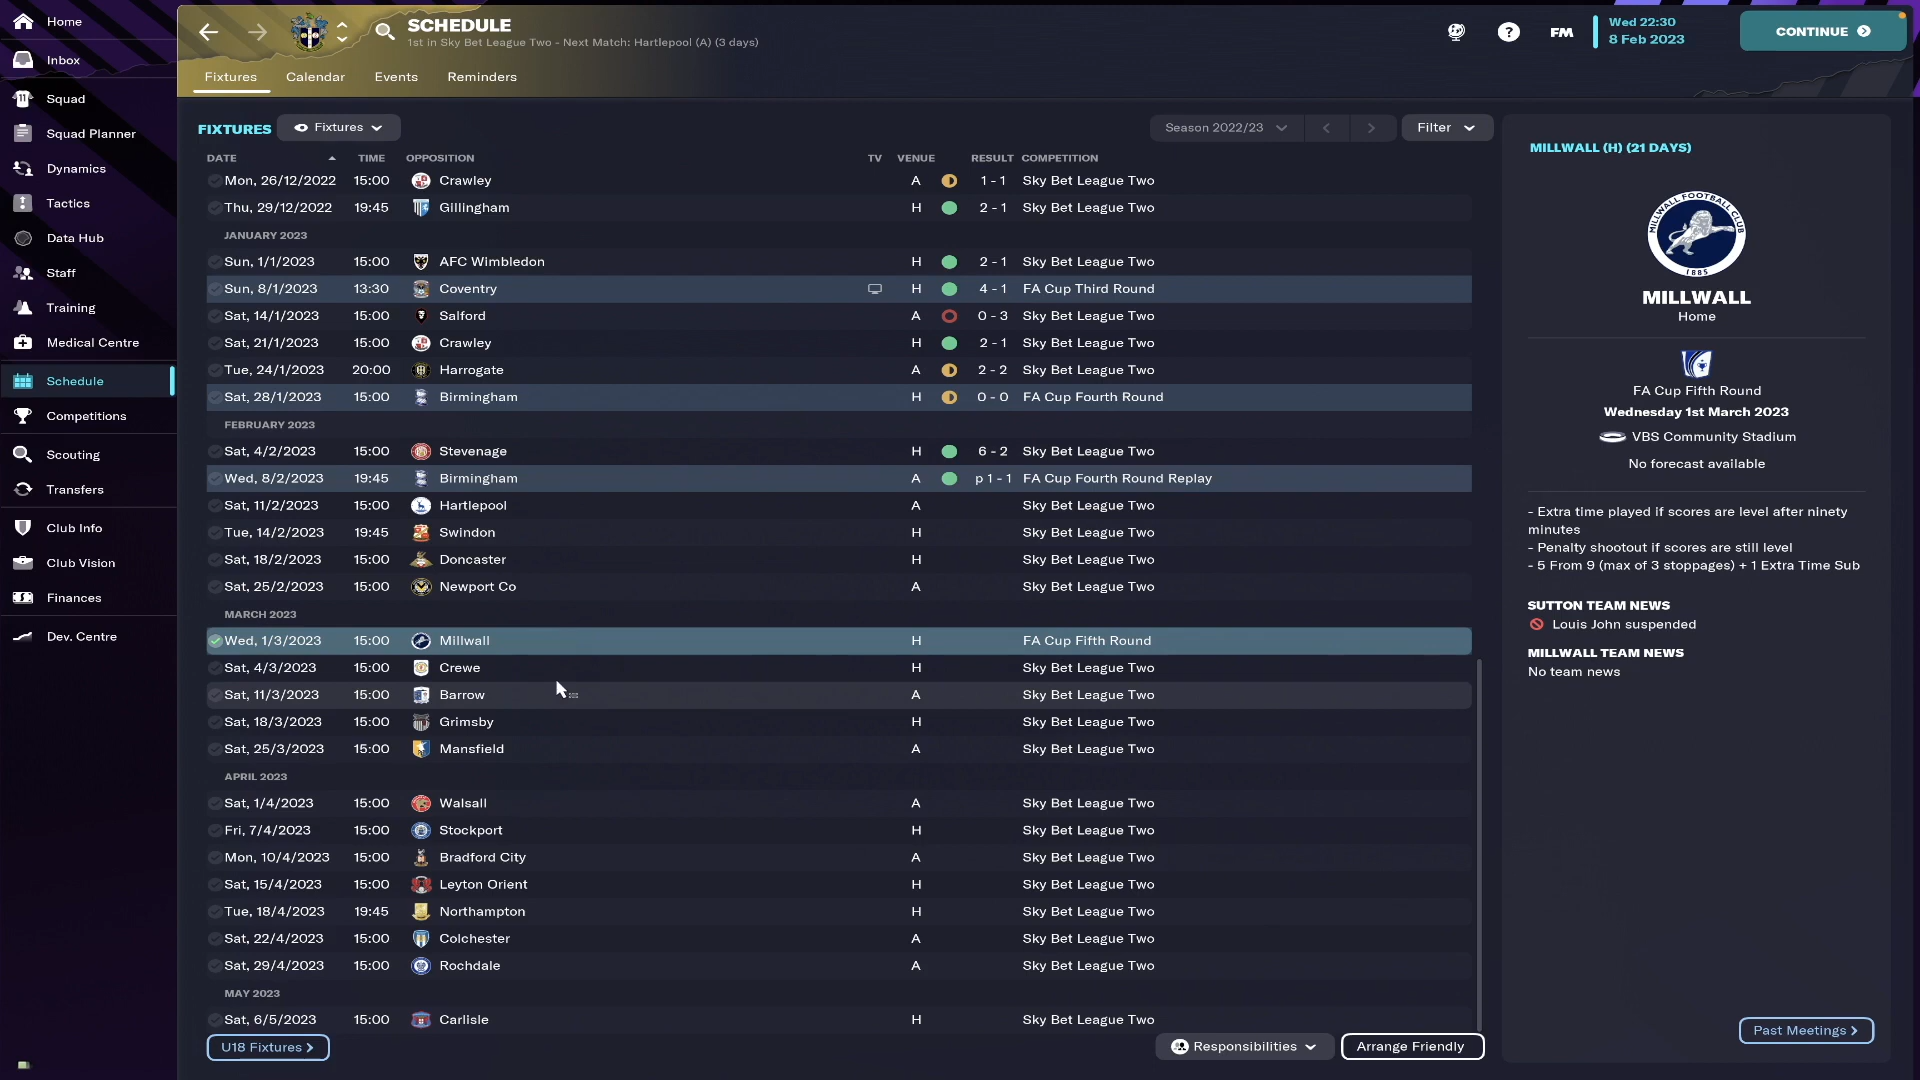 Home
Inbox
Squad
Squad Planner
Dynamics
Tactics
Data Hub
Staff
Training
Medical Centre
Schedule
Competitions
Scouting
Transfers
Club Info
Club Vision
Finances
Dev. Centre
SCHEDULE
1st in Sky Bet League Two - Next Match: Hartlepool (A) (3 days)
FM
Wed 22:30
8 Feb 2023
CONTINUE
Fixtures Calendar Events Reminders
FIXTURES Fixtures Season 2022/23 Filter
DATE TIME OPPOSITION TV VENUE RESULT COMPETITION
Mon, 26/12/2022 15:00 Crawley A 1 - 1 Sky Bet League Two
Thu, 29/12/2022 19:45 Gillingham H 2 - 1 Sky Bet League Two
JANUARY 2023
Sun, 1/1/2023 15:00 AFC Wimbledon H 2 - 1 Sky Bet League Two
Sun, 8/1/2023 13:30 Coventry H 4 - 1 FA Cup Third Round
Sat, 14/1/2023 15:00 Salford A 0 - 3 Sky Bet League Two
Sat, 21/1/2023 15:00 Crawley H 2 - 1 Sky Bet League Two
Tue, 24/1/2023 20:00 Harrogate A 2 - 2 Sky Bet League Two
Sat, 28/1/2023 15:00 Birmingham H 0 - 0 FA Cup Fourth Round
FEBRUARY 2023
Sat, 4/2/2023 15:00 Stevenage H 6 - 2 Sky Bet League Two
Wed, 8/2/2023 19:45 Birmingham A p 1 - 1 FA Cup Fourth Round Replay
Sat, 11/2/2023 15:00 Hartlepool A Sky Bet League Two
Tue, 14/2/2023 19:45 Swindon H Sky Bet League Two
Sat, 18/2/2023 15:00 Doncaster H Sky Bet League Two
Sat, 25/2/2023 15:00 Newport Co A Sky Bet League Two
MARCH 2023
Wed, 1/3/2023 15:00 Millwall H FA Cup Fifth Round
Sat, 4/3/2023 15:00 Crewe H Sky Bet League Two
Sat, 11/3/2023 15:00 Barrow A Sky Bet League Two
Sat, 18/3/2023 15:00 Grimsby H Sky Bet League Two
Sat, 25/3/2023 15:00 Mansfield A Sky Bet League Two
APRIL 2023
Sat, 1/4/2023 15:00 Walsall A Sky Bet League Two
Fri, 7/4/2023 15:00 Stockport H Sky Bet League Two
Mon, 10/4/2023 15:00 Bradford City A Sky Bet League Two
Sat, 15/4/2023 15:00 Leyton Orient H Sky Bet League Two
Tue, 18/4/2023 19:45 Northampton H Sky Bet League Two
Sat, 22/4/2023 15:00 Colchester A Sky Bet League Two
Sat, 29/4/2023 15:00 Rochdale A Sky Bet League Two
MAY 2023
Sat, 6/5/2023 15:00 Carlisle H Sky Bet League Two
U18 Fixtures > Responsibilities Arrange Friendly
MILLWALL (H) (21 DAYS)
MILLWALL FOOTBALL CLUB
1885
MILLWALL
Home
FA Cup Fifth Round
Wednesday 1st March 2023
VBS Community Stadium
No forecast available
- Extra time played if scores are level after ninety
minutes
- Penalty shootout if scores are still level
- 5 From 9 (max of 3 stoppages) + 1 Extra Time Sub
SUTTON TEAM NEWS
Louis John suspended
MILLWALL TEAM NEWS
No team news
Past Meetings >